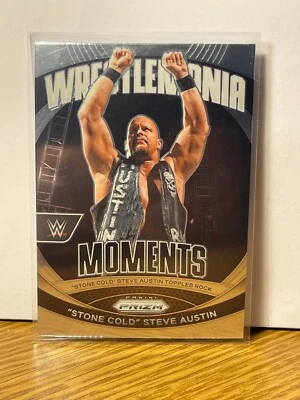 WRESTLEMANIA
AUSTIN
W
MOMENTS
"STONE COLD" STEVE AUSTIN TOPPLES ROCK
PANINI
PRIZM
"STONE COLD" STEVE AUSTIN